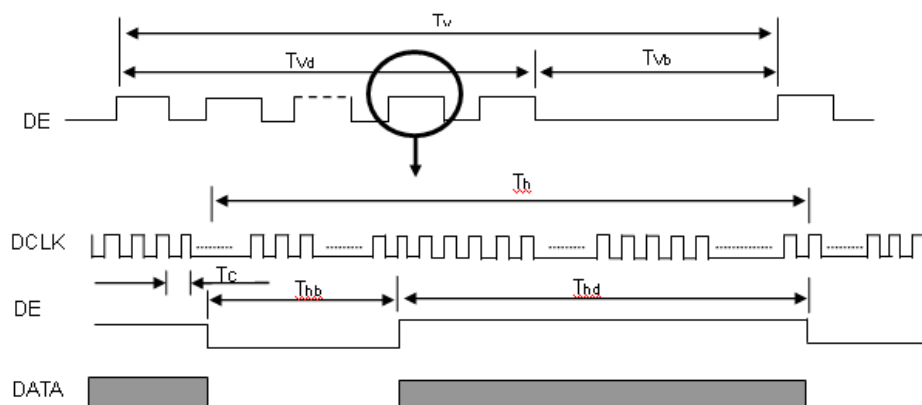 Tv
Tvd
Tvb
DE
Th
DCLK
Tc
Thb
Thd
DE
DATA